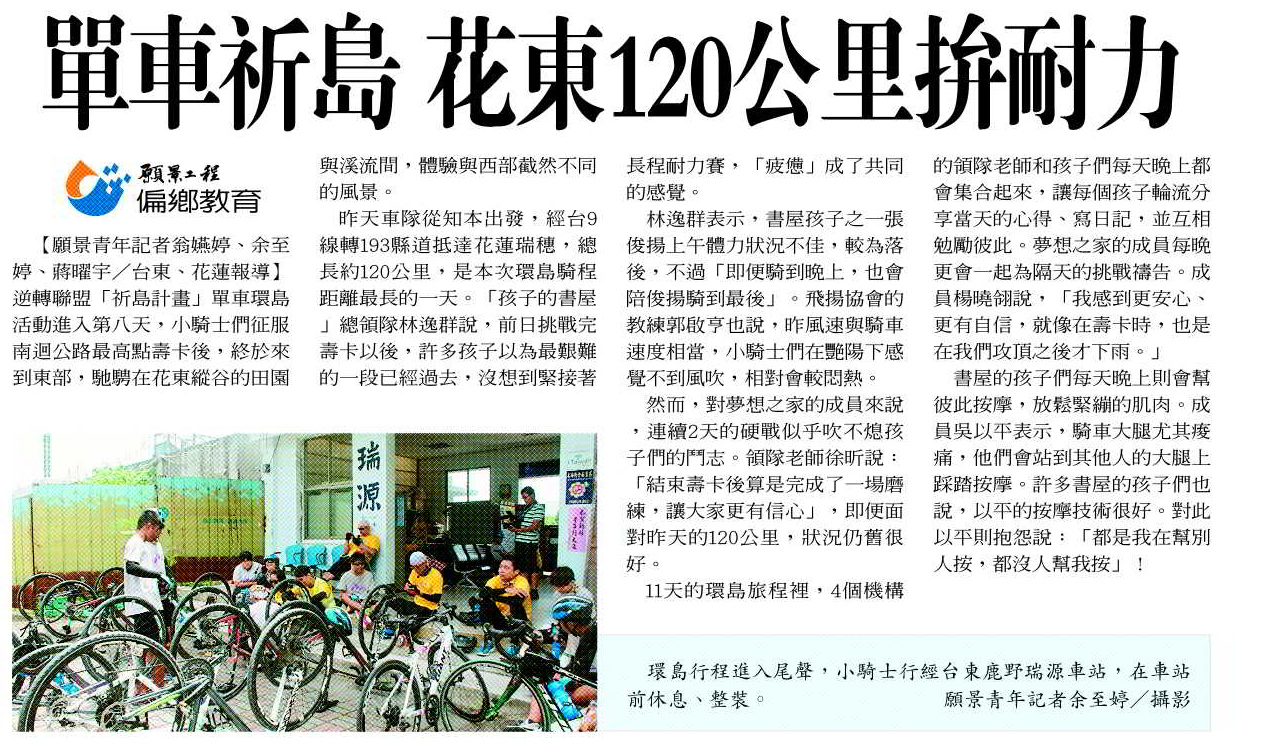 單車祈島 花東120公里拚耐力
願景工程
偏鄉教育
【願景青年記者翁嬿婷、余至
婷、蔣曜宇／台東、花蓮報導】
逆轉聯盟「祈島計畫」單車環島
活動進入第八天，小騎士們征服
南迴公路最高點壽卡後，終於來
到東部，馳騁在花東縱谷的田園
與溪流間，體驗與西部截然不同
的風景。
昨天車隊從知本出發，經台9
線轉193縣道抵達花蓮瑞穗，總
長約120公里，是本次環島騎程
距離最長的一天。「孩子的書屋
」總領隊林逸群說，前日挑戰完
壽卡以後，許多孩子以為最艱難
的一段已經過去，沒想到緊接著
長程耐力賽，「疲憊」成了共同
的感覺。
林逸群表示，書屋孩子之一張
俊揚上午體力狀況不佳，較為落
後，不過「即便騎到晚上，也會
陪俊揚騎到最後」。飛揚協會的
教練郭啟亨也說，昨風速與騎車
速度相當，小騎士們在艷陽下感
覺不到風吹，相對會較悶熱。
然而，對夢想之家的成員來說
，連續2天的硬戰似乎吹不熄孩
子們的鬥志。領隊老師徐昕說：
「結束壽卡後算是完成了一場磨
練，讓大家更有信心」，即便面
對昨天的120公里，狀況仍舊很
好。
11天的環島旅程裡，4個機構
的領隊老師和孩子們每天晚上都
會集合起來，讓每個孩子輪流分
享當天的心得、寫日記，並互相
勉勵彼此。夢想之家的成員每晚
更會一起為隔天的挑戰禱告。成
員楊曉翎說，「我感到更安心、
更有自信，就像在壽卡時，也是
在我們攻頂之後才下雨。」
書屋的孩子們每天晚上則會幫
彼此按摩，放鬆緊繃的肌肉。成
員吳以平表示，騎車大腿尤其痠
痛，他們會站到其他人的大腿上
踩踏按摩。許多書屋的孩子們也
說，以平的按摩技術很好。對此
以平則抱怨說：「都是我在幫別
人按，都沒人幫我按」！
瑞源
環島行程進入尾聲，小騎士行經台東鹿野瑞源車站，在車站
前休息、整裝。 願景青年記者余至婷／攝影